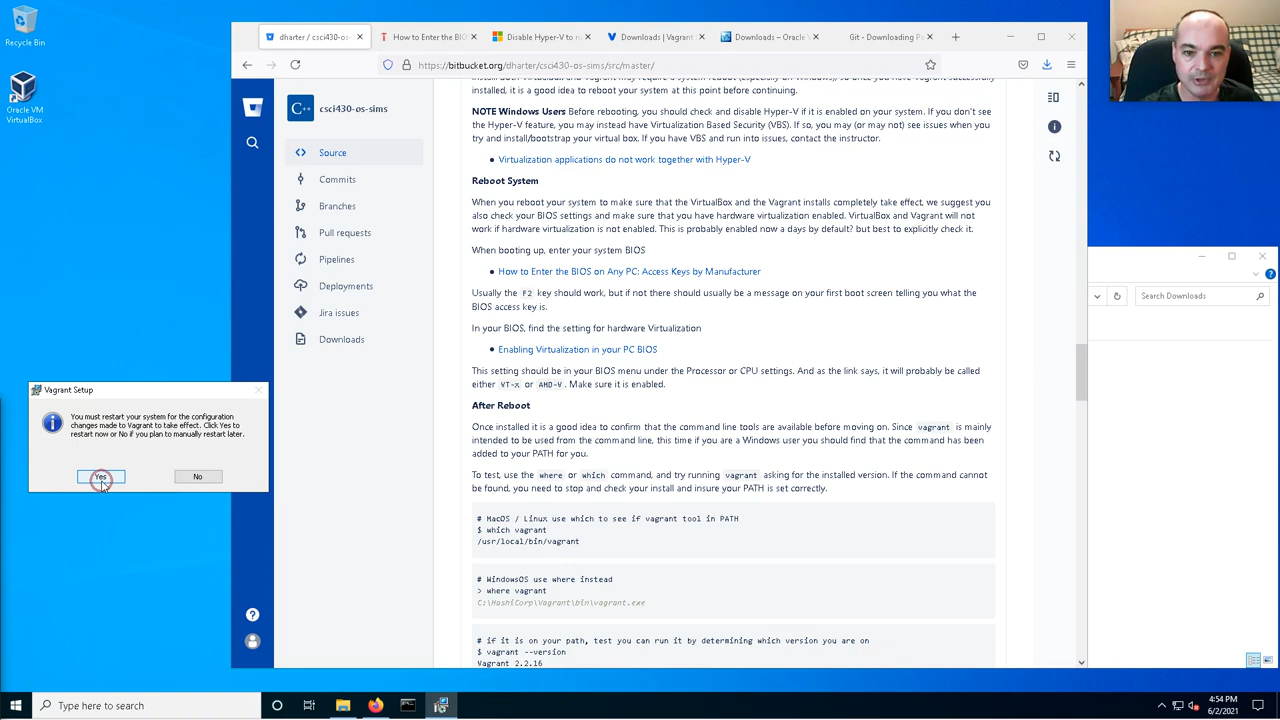 Recycle Bin
Oracle VM
VirtualBox
dharter / csci430-os-
How to Enter the BIO
Disable Hyper-V to ru
Downloads | Vagrant
Downloads – Oracle V
Git - Downloading P
https://bitbucket.org/dharter/csci430-os-sims/src/master/
C++
csci430-os-sims
Source
Commits
Branches
Pull requests
Pipelines
Deployments
Jira issues
Downloads
installed, it is a good idea to reboot your system at this point before continuing.
NOTE Windows Users Before rebooting, you should check and disable Hyper-V if it is enabled on your system. If you don't see
the Hyper-V feature, you may instead have Virtualization Based Security (VBS). If so, you may (or may not) see issues when you
try and install/bootstrap your virtual box. If you have VBS and run into issues, contact the instructor.
• Virtualization applications do not work together with Hyper-V
Reboot System
When you reboot your system to make sure that the VirtualBox and the Vagrant installs completely take effect, we suggest you
also check your BIOS settings and make sure that you have hardware virtualization enabled. VirtualBox and Vagrant will not
work if hardware virtualization is not enabled. This is probably enabled now a days by default? but best to explicitly check it.
When booting up, enter your system BIOS
• How to Enter the BIOS on Any PC: Access Keys by Manufacturer
Usually the F2 key should work, but if not there should usually be a message on your first boot screen telling you what the
BIOS access key is.
In your BIOS, find the setting for hardware Virtualization
• Enabling Virtualization in your PC BIOS
This setting should be in your BIOS menu under the Processor or CPU settings. And as the link says, it will probably be called
either VT-x or AMD-V. Make sure it is enabled.
After Reboot
Once installed it is a good idea to confirm that the command line tools are available before moving on. Since vagrant is mainly
intended to be used from the command line, this time if you are a Windows user you should find that the command has been
added to your PATH for you.
To test, use the where or which command, and try running vagrant asking for the installed version. If the command cannot
be found, you need to stop and check your install and insure your PATH is set correctly.
# MacOS / Linux use which to see if vagrant tool in PATH
$ which vagrant
/usr/local/bin/vagrant
# WindowsOS use where instead
> where vagrant
C:\HashiCorp\Vagrant\bin\vagrant.exe
# if it is on your path, test you can run it by determining which version you are on
$ vagrant --version
Vagrant 2.2.16
Search Downloads
Vagrant Setup
You must restart your system for the configuration
changes made to Vagrant to take effect. Click Yes to
restart now or No if you plan to manually restart later.
Yes
No
Type here to search
4:54 PM
6/2/2021